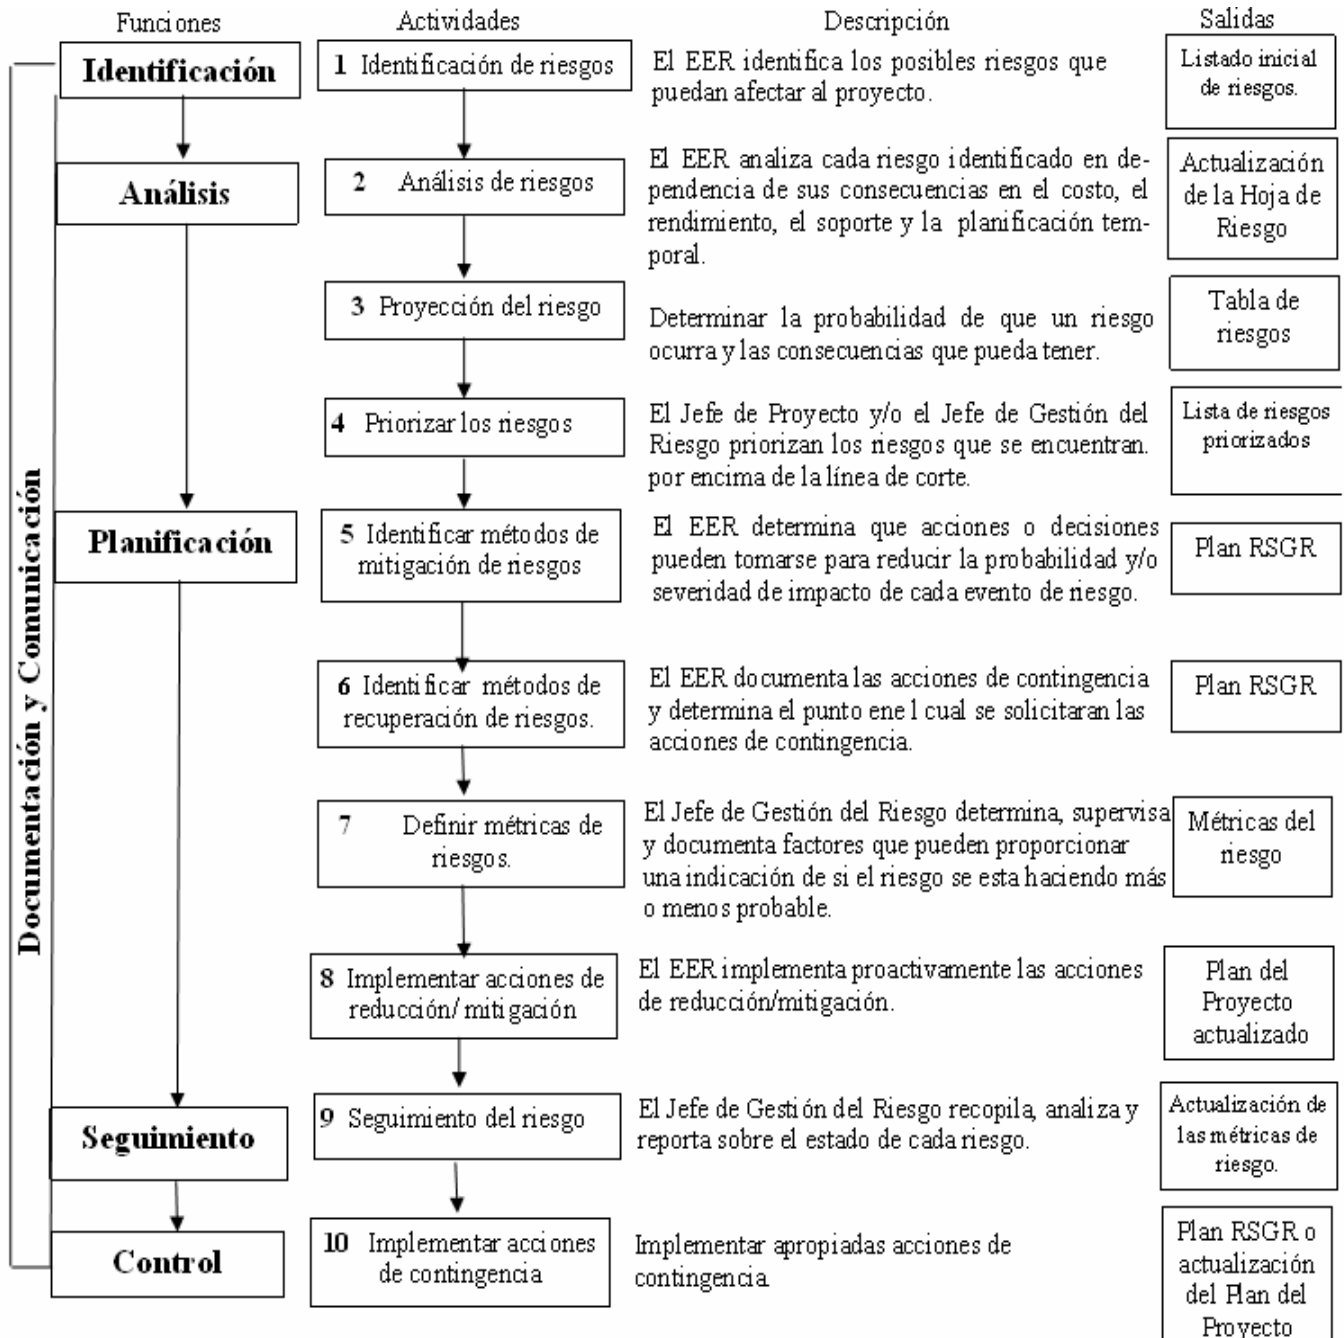 Funciones
Actividades
Descripción
Salidas
Documentación y Comunicación
Identificación
1 Identificación de riesgos
El EER identifica los posibles riesgos que
puedan afectar al proyecto.
Listado inicial
de riesgos.
Análisis
2 Análisis de riesgos
El EER analiza cada riesgo identificado en de-
pendencia de sus consecuencias en el costo, el
rendimiento, el soporte y la planificación tem-
poral.
Actualización
de la Hoja de
Riesgo
3 Proyección del riesgo
Determinar la probabilidad de que un riesgo
ocurra y las consecuencias que pueda tener.
Tabla de
riesgos
4 Priorizar los riesgos
El Jefe de Proyecto y/o el Jefe de Gestión del
Riesgo priorizan los riesgos que se encuentran.
por encima de la línea de corte.
Lista de riesgos
priorizados
Planificación
5 Identificar métodos de
mitigación de riesgos
El EER determina que acciones o decisiones
pueden tomarse para reducir la probabilidad y/o
severidad de impacto de cada evento de riesgo.
Plan RSGR
6 Identificar métodos de
recuperación de riesgos.
El EER documenta las acciones de contingencia
y determina el punto ene l cual se solicitaran las
acciones de contingencia.
Plan RSGR
7 Definir métricas de
riesgos.
El Jefe de Gestión del Riesgo determina, supervisa
y documenta factores que pueden proporcionar
una indicación de si el riesgo se esta haciendo más
o menos probable.
Métricas del
riesgo
8 Implementar acciones de
reducción/ mitigación
El EER implementa proactivamente las acciones
de reducción/mitigación.
Plan del
Proyecto
actualizado
Seguimiento
9 Seguimiento del riesgo
El Jefe de Gestión del Riesgo recopila, analiza y
reporta sobre el estado de cada riesgo.
Actualización de
las métricas de
riesgo.
Control
10 Implementar acciones
de contingencia
Implementar apropiadas acciones de
contingencia
Plan RSGR o
actualización
del Plan del
Proyecto